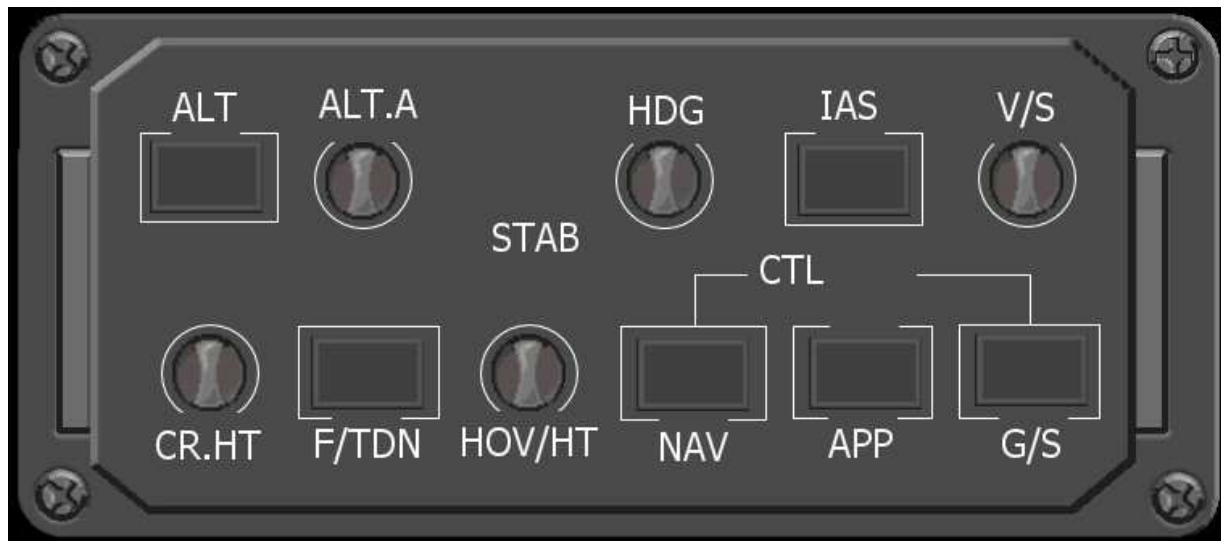 ALT ALT.A HDG IAS V/S
STAB
CTL
CR.HT F/TDN HOV/HT NAV APP G/S